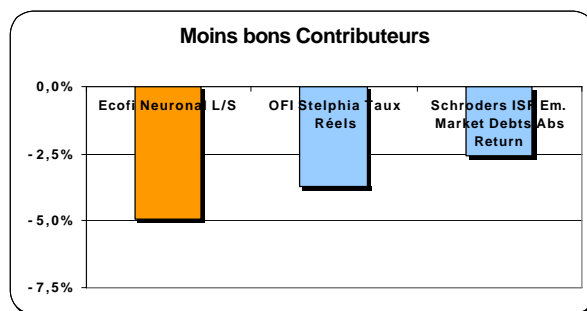 Moins bons Contributeurs
0,0%
Ecofi Neuronal L/S
OFI Stelphia Taux
Réels
Schroders ISF Em.
Market Debts Abs
Return
-2,5%
-5,0%
-7,5%